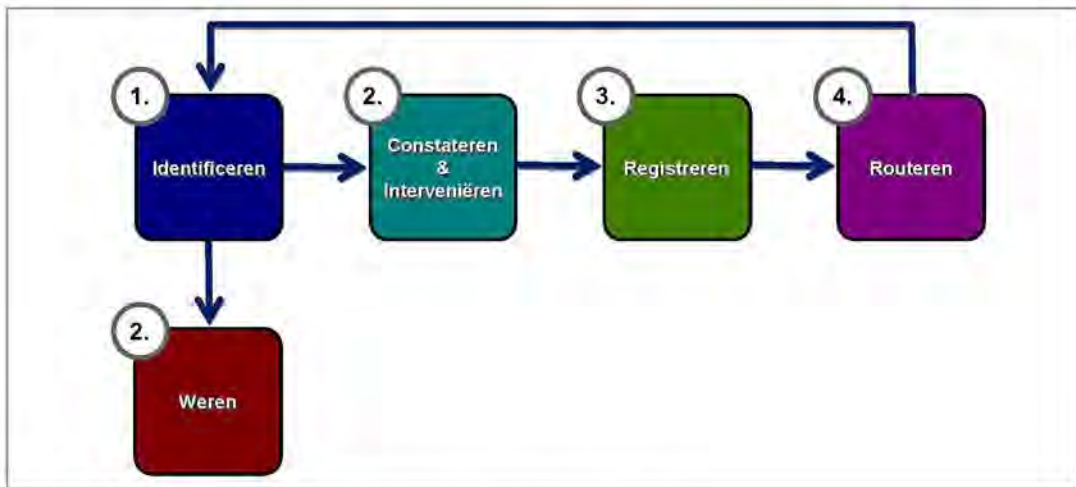 1.
Identificeren
2.
Constateren
&
Interveniëren
3.
Registreren
4.
Routeren
2.
Weren